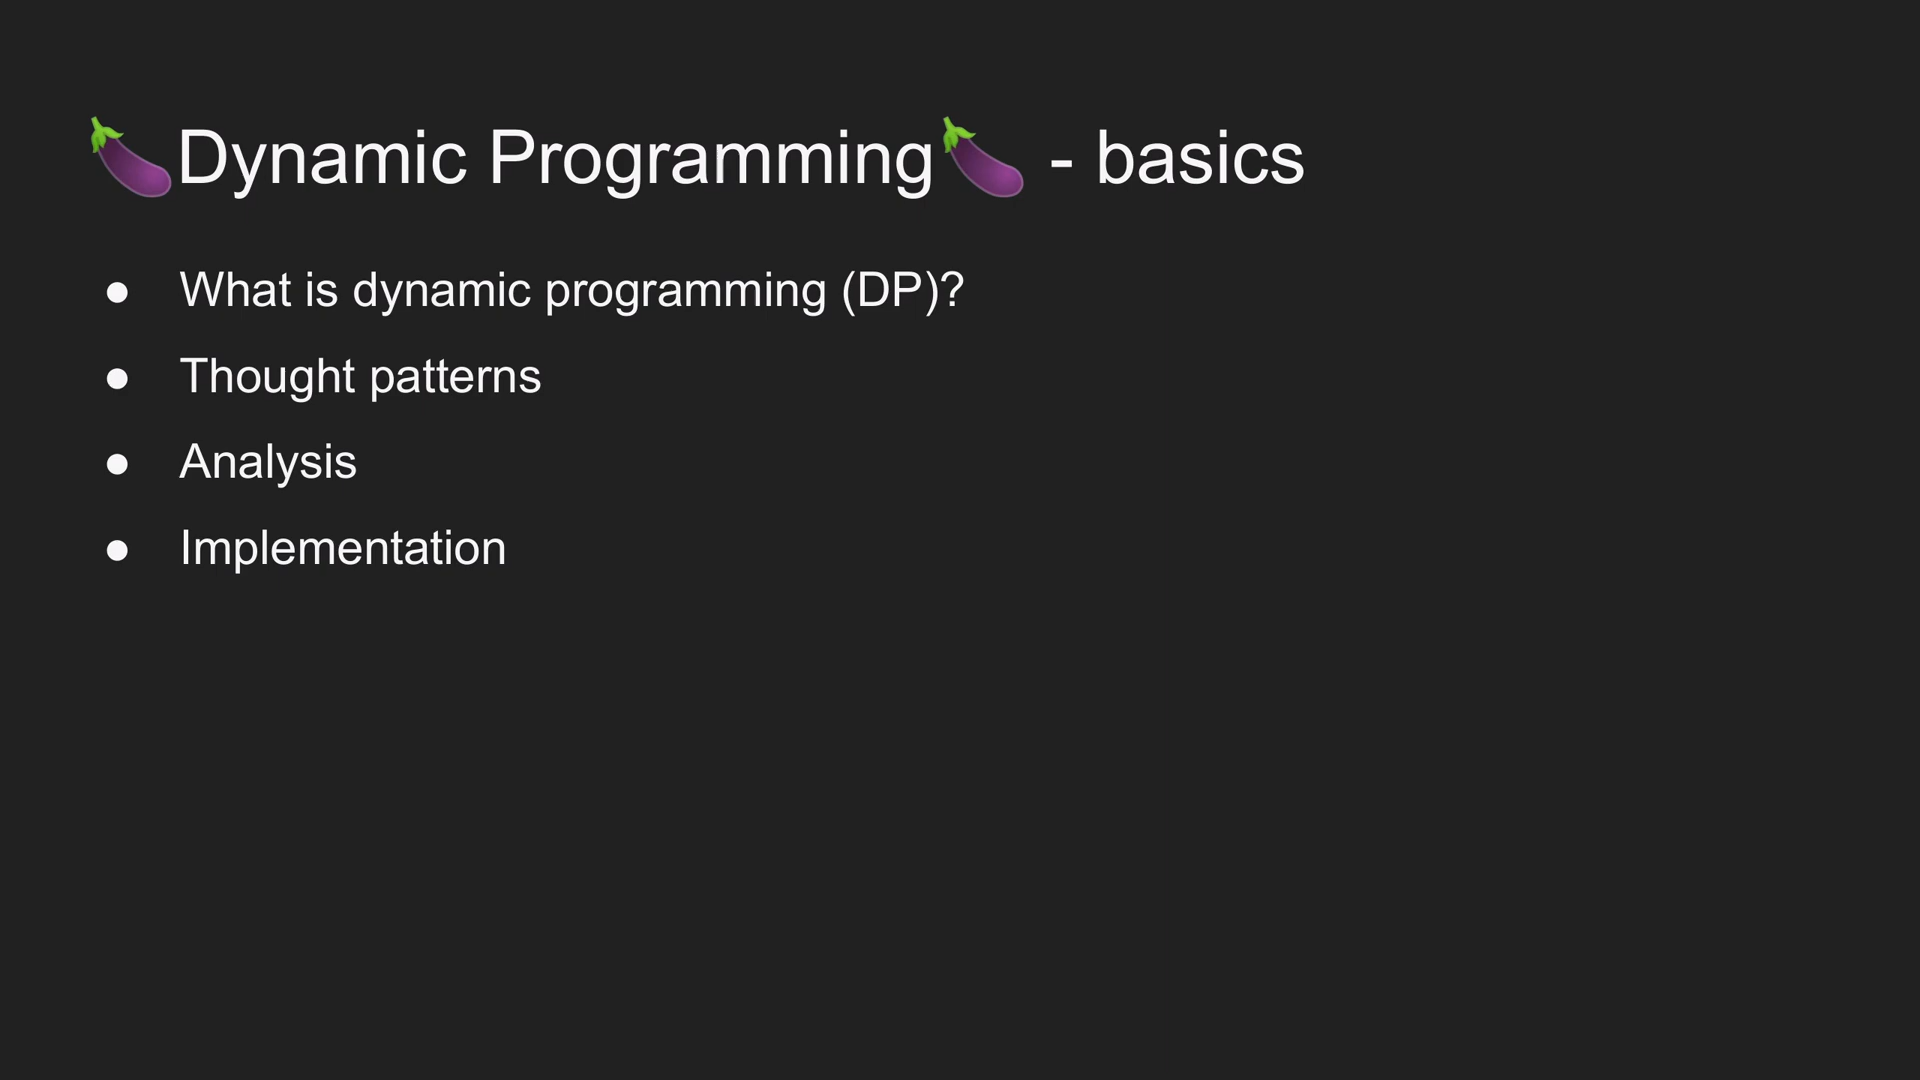 🍆Dynamic Programming🍆 - basics
● What is dynamic programming (DP)?
● Thought patterns
● Analysis
● Implementation